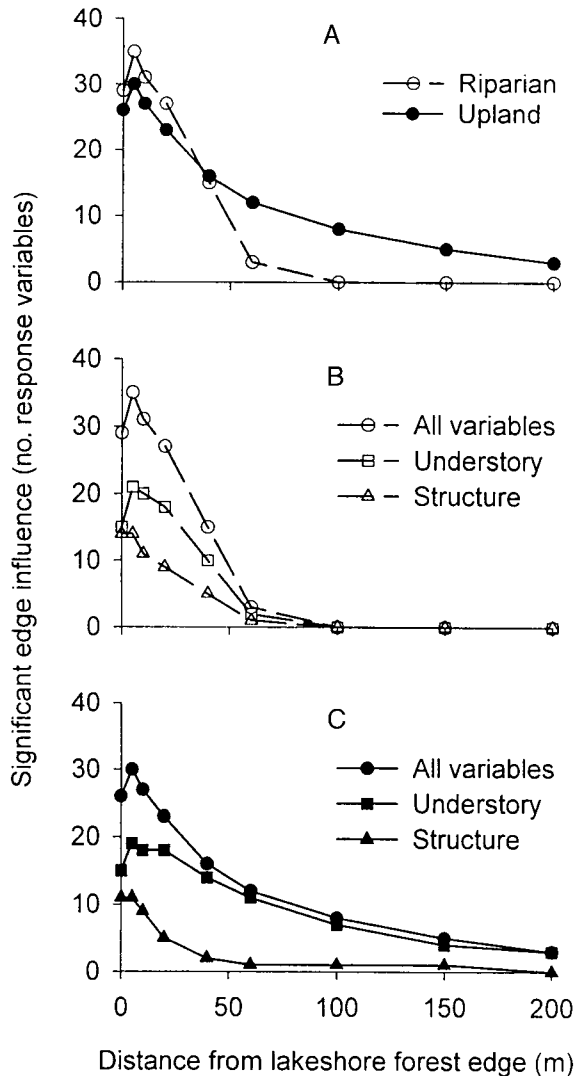 Significant edge influence (no. response variables)
40
30
20
10
0
A
Riparian
Upland
40
30
20
10
0
B
All variables
Understory
Structure
40
30
20
10
0
C
All variables
Understory
Structure
0 50 100 150 200
Distance from lakeshore forest edge (m)